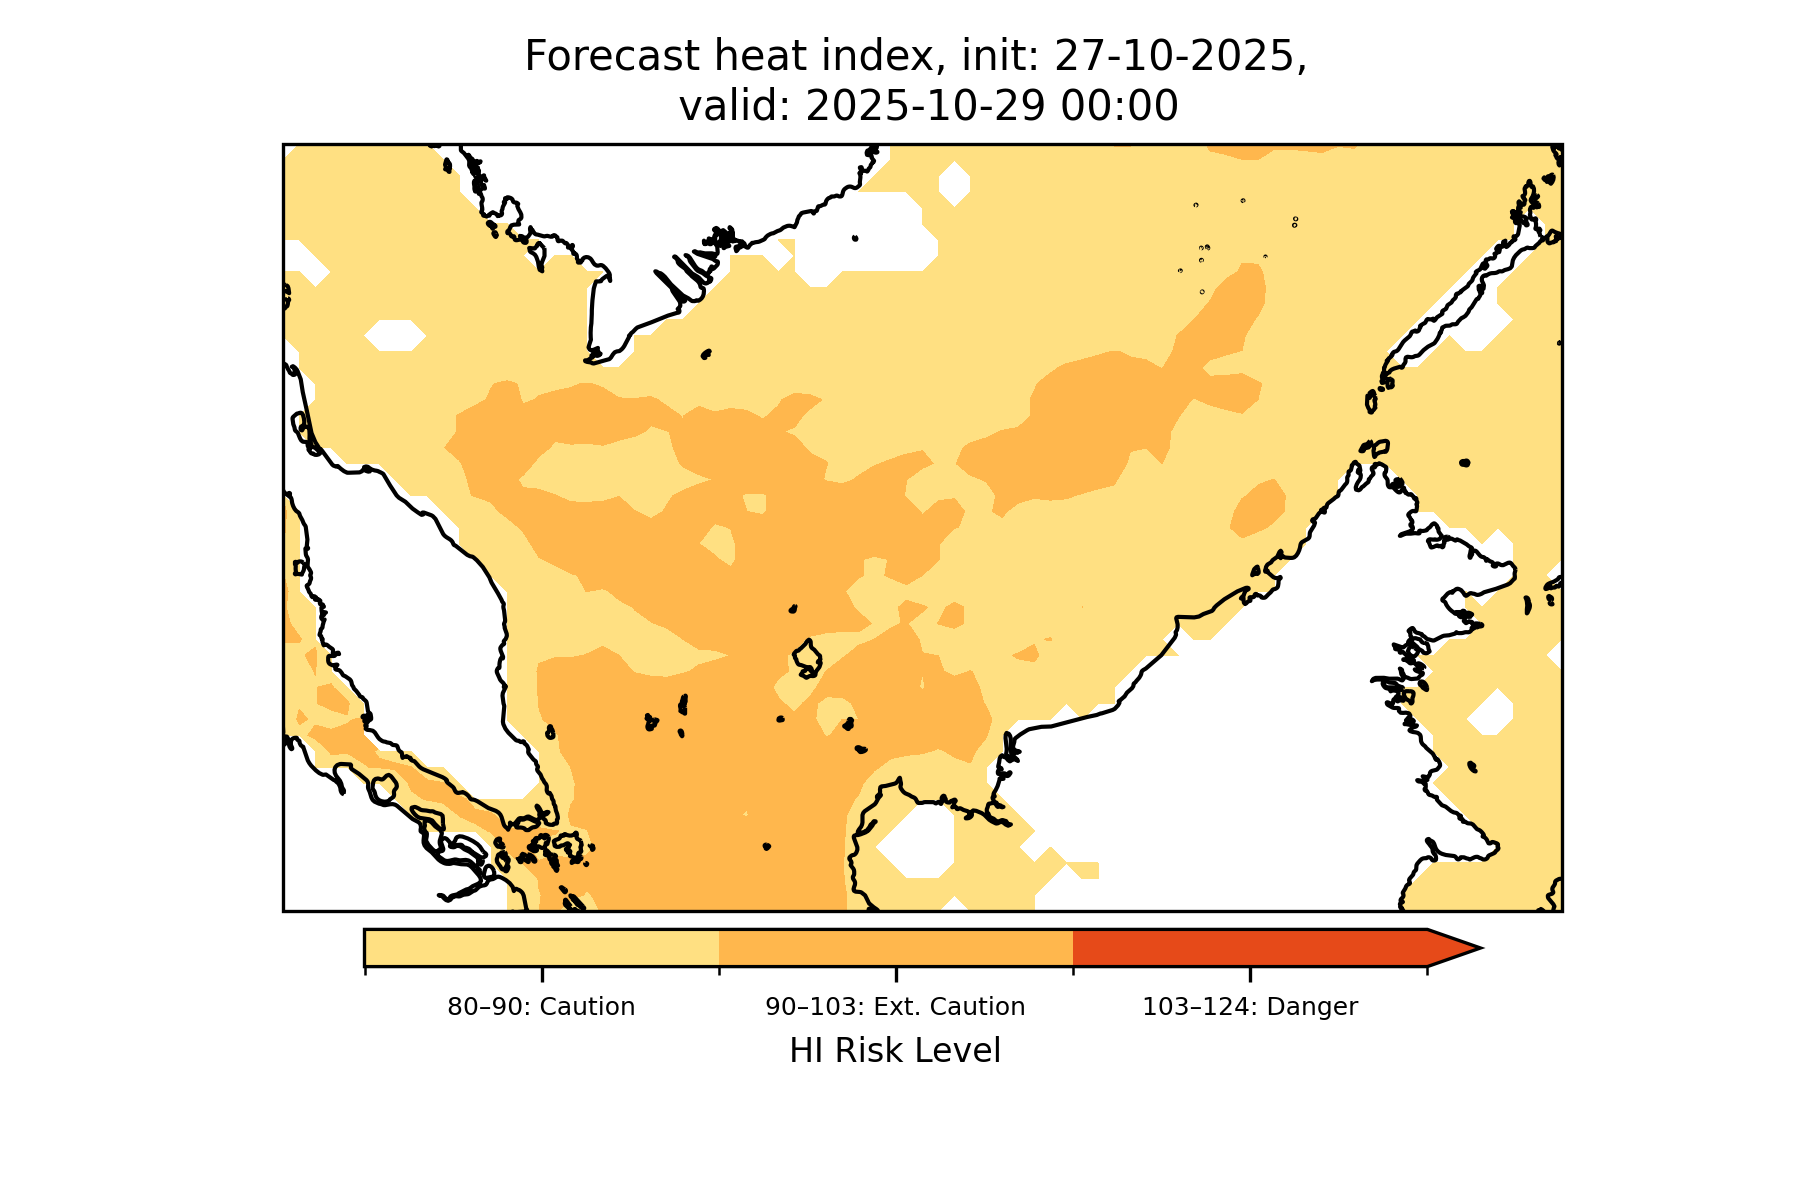 Forecast heat index, init: 27-10-2025,
valid: 2025-10-29 00:00
80–90: Caution
90–103: Ext. Caution
103–124: Danger
HI Risk Level